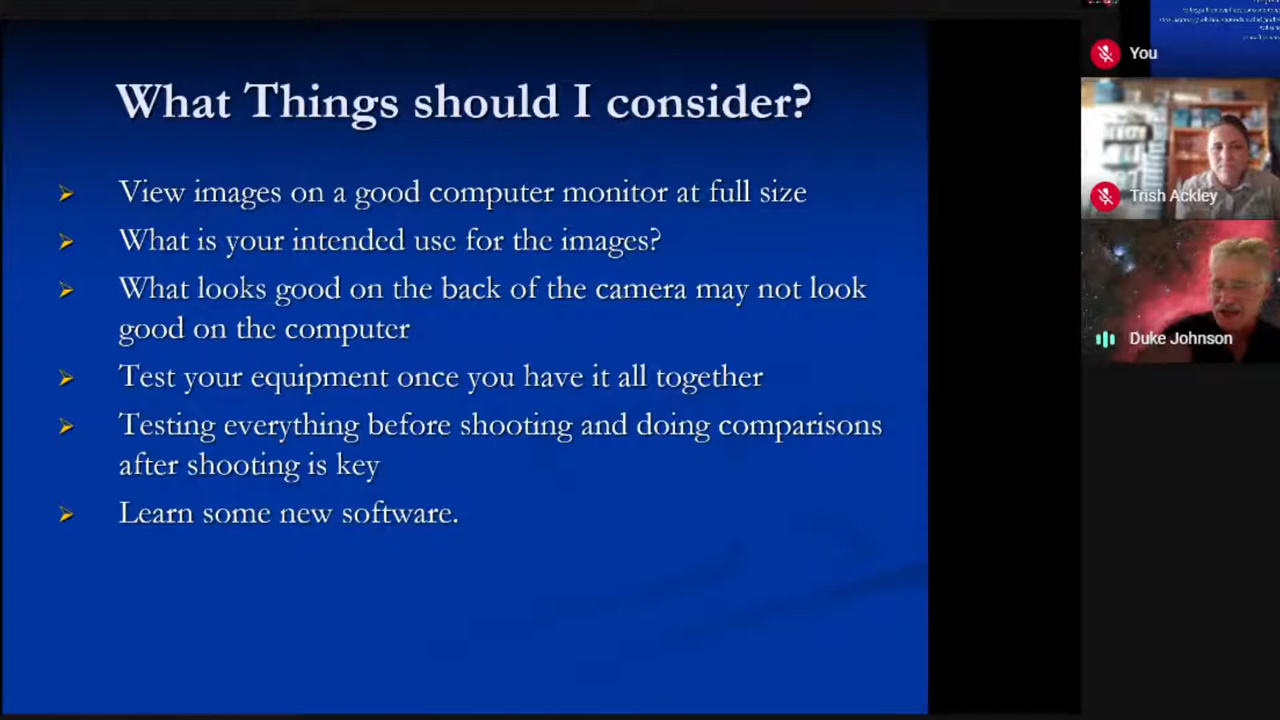 What Things should I consider?
View images on a good computer monitor at full size
What is your intended use for the images?
What looks good on the back of the camera may not look
good on the computer
Test your equipment once you have it all together
Testing everything before shooting and doing comparisons
after shooting is key
Learn some new software.
You
Trish Ackley
Duke Johnson